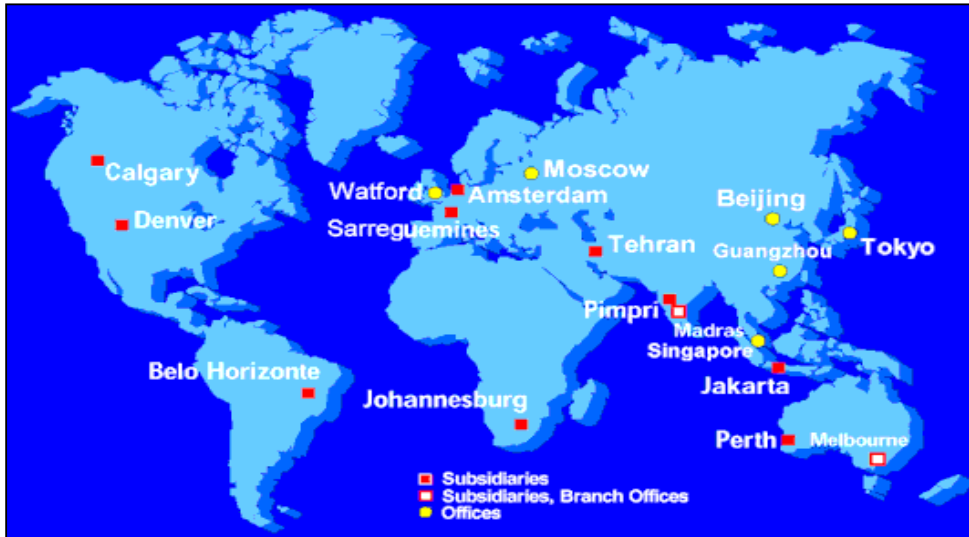 Calgary
Denver
Watford
Amsterdam
Moscow
Sarreguemines
Tehran
Beijing
Guangzhou
Tokyo
Pimpri
Madras
Singapore
Jakarta
Belo Horizonte
Johannesburg
Perth
Melbourne
Subsidiaries
Subsidiaries, Branch Offices
Offices